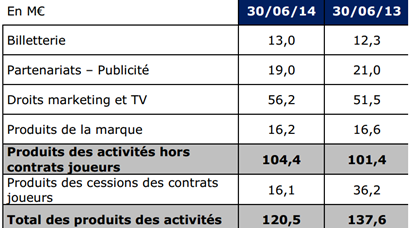 En M€ 30/06/14 30/06/13
Billetterie 13,0 12,3
Partenariats – Publicité 19,0 21,0
Droits marketing et TV 56,2 51,5
Produits de la marque 16,2 16,6
Produits des activités hors
contrats joueurs 104,4 101,4
Produits des cessions des contrats
joueurs 16,1 36,2
Total des produits des activités 120,5 137,6